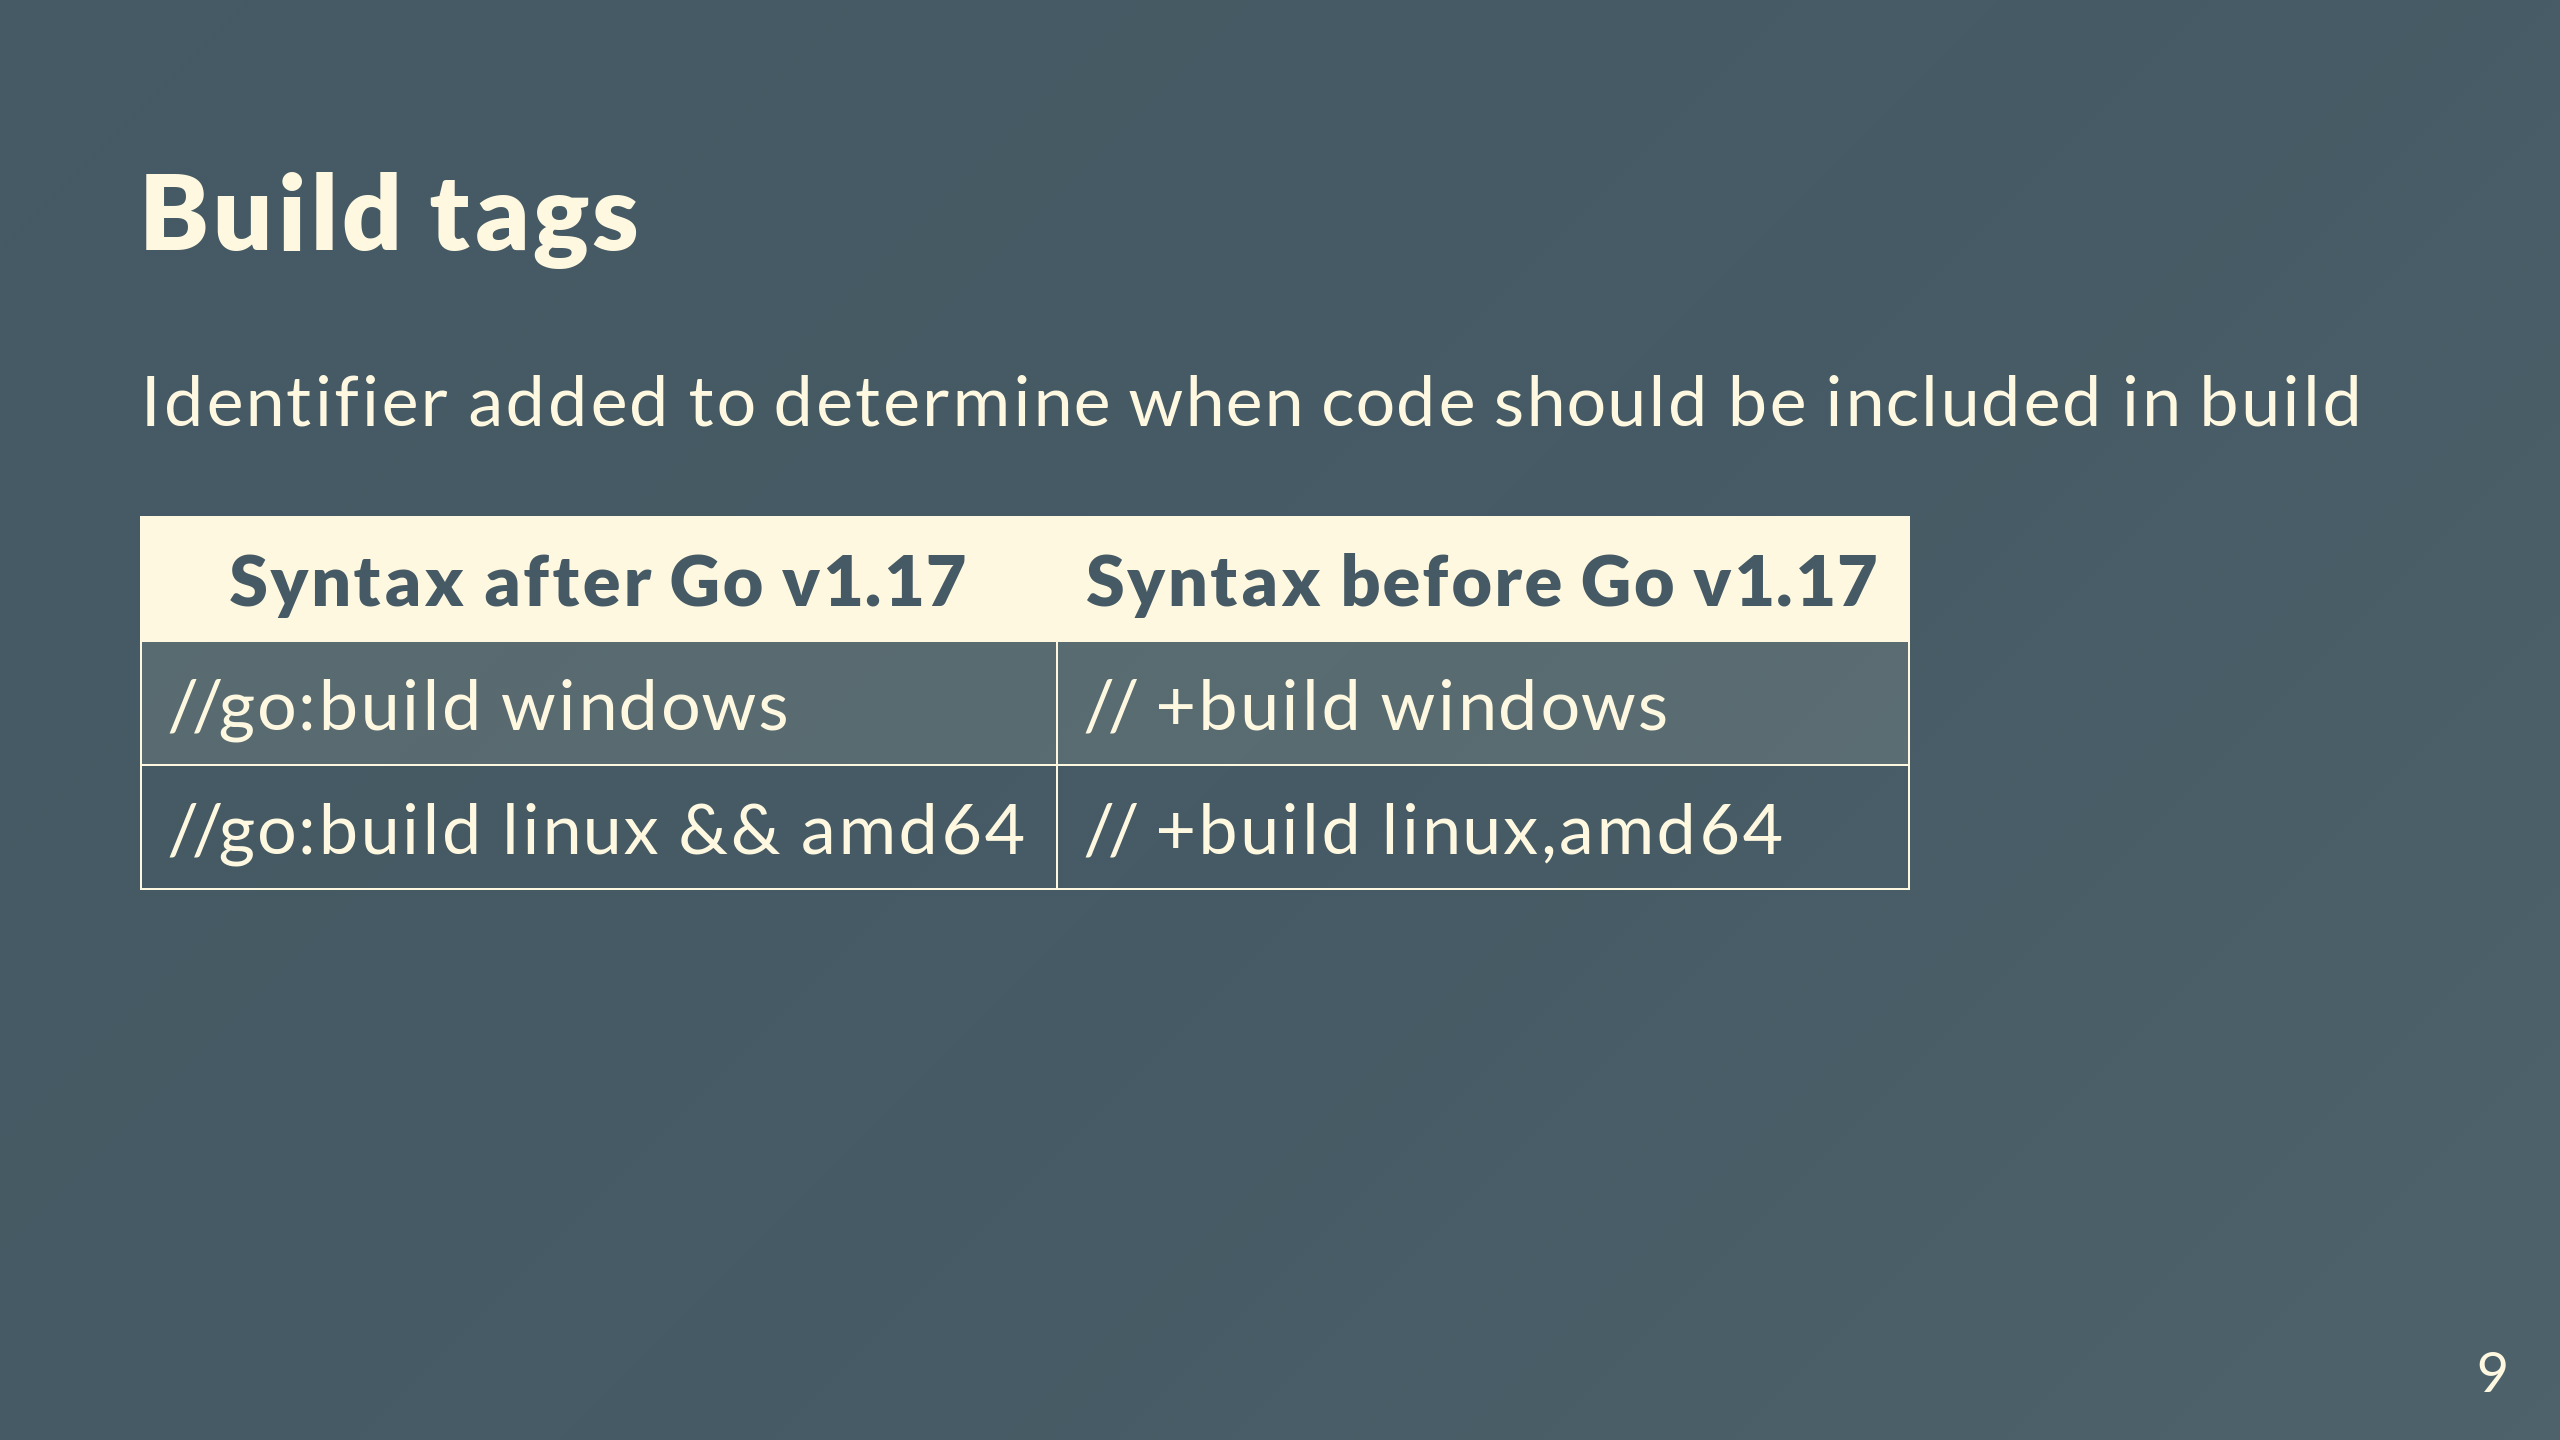 Build tags
Identifier added to determine when code should be included in build
Syntax after Go v1.17 Syntax before Go v1.17
//go:build windows // +build windows
//go:build linux && amd64 // +build linux,amd64
9